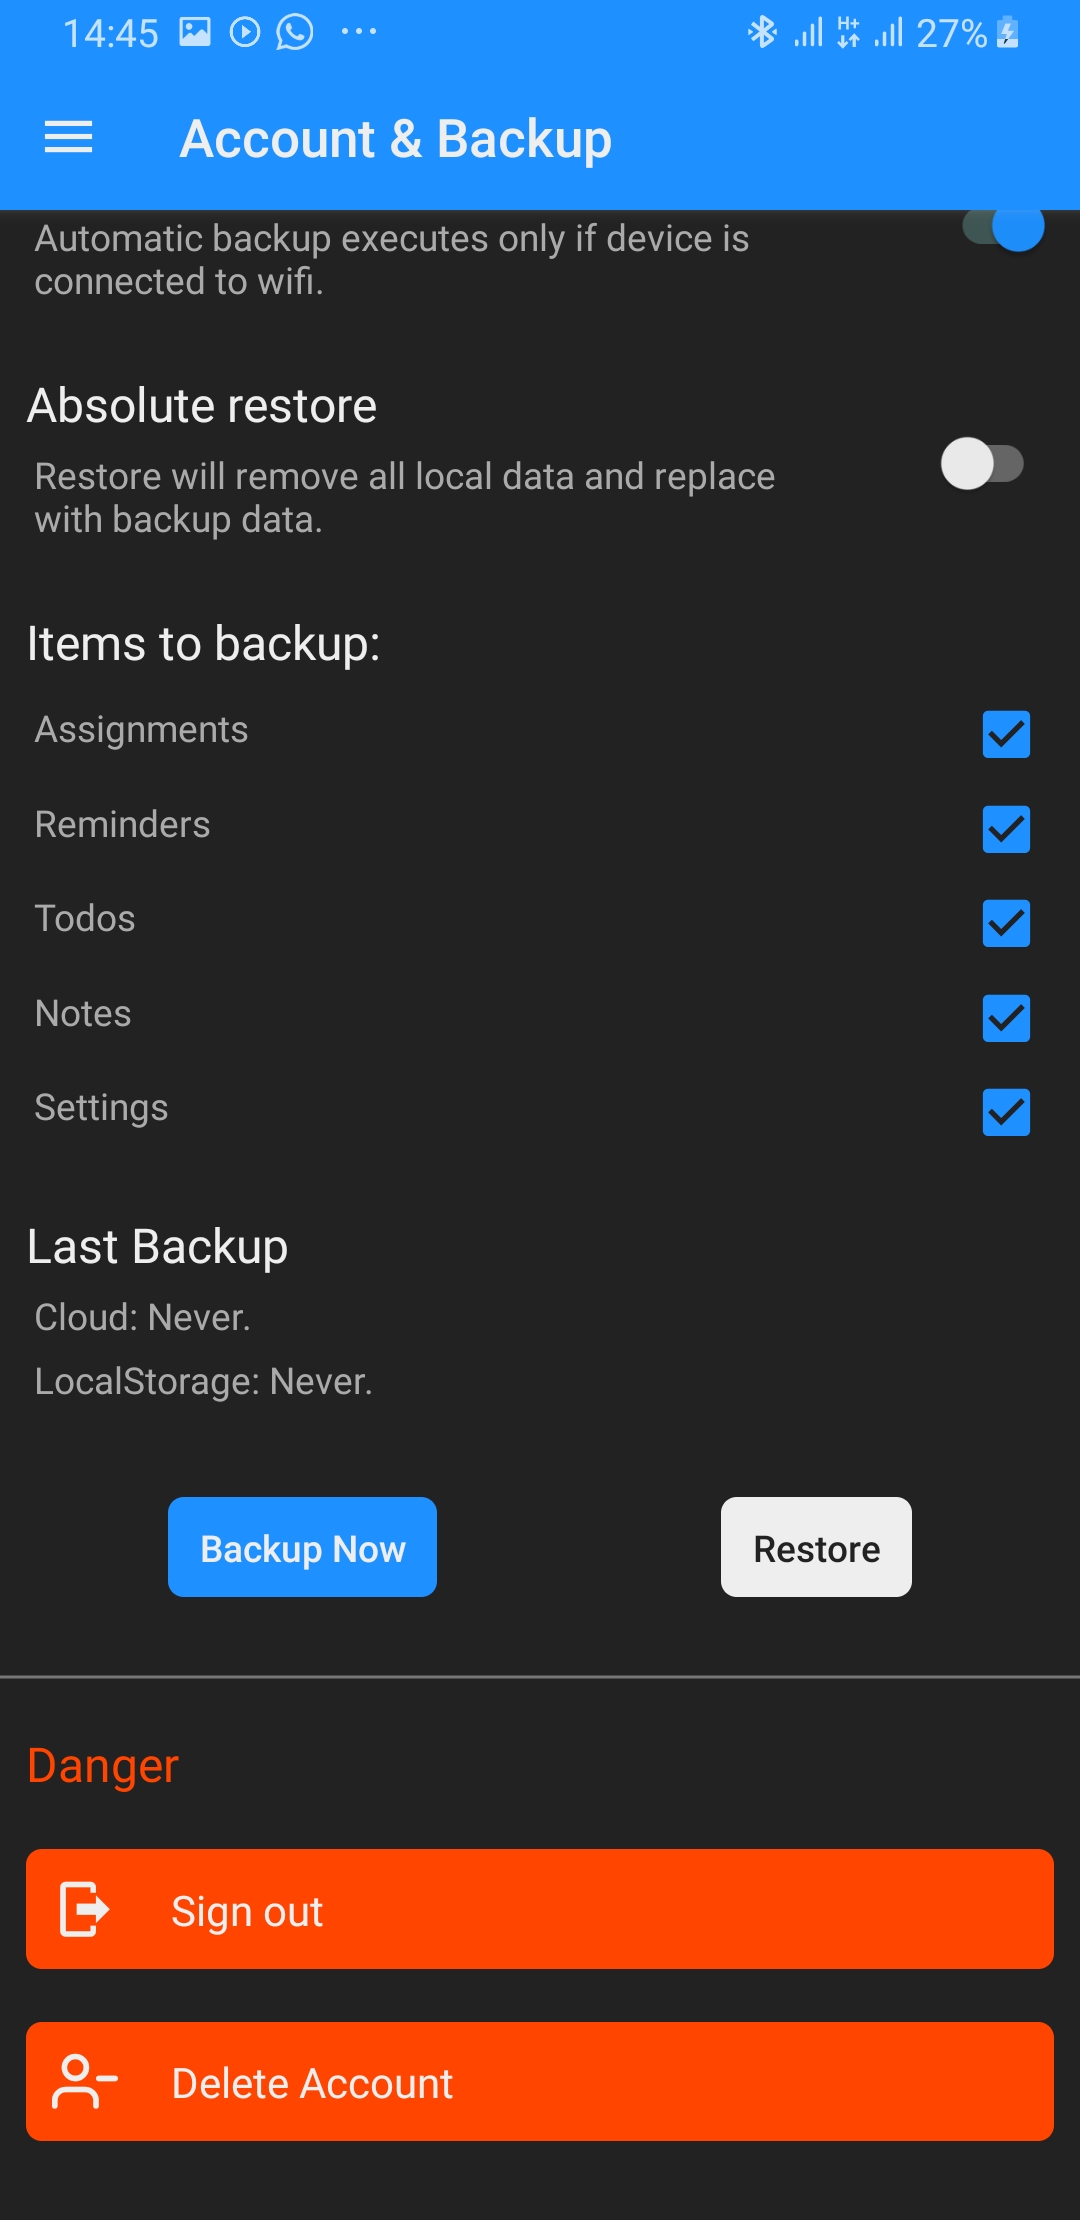 14:45 H+ 27%
Account & Backup
Automatic backup executes only if device is
connected to wifi.
Absolute restore
Restore will remove all local data and replace
with backup data.
Items to backup:
Assignments
Reminders
Todos
Notes
Settings
Last Backup
Cloud: Never.
LocalStorage: Never.
Backup Now Restore
Danger
Sign out
Delete Account